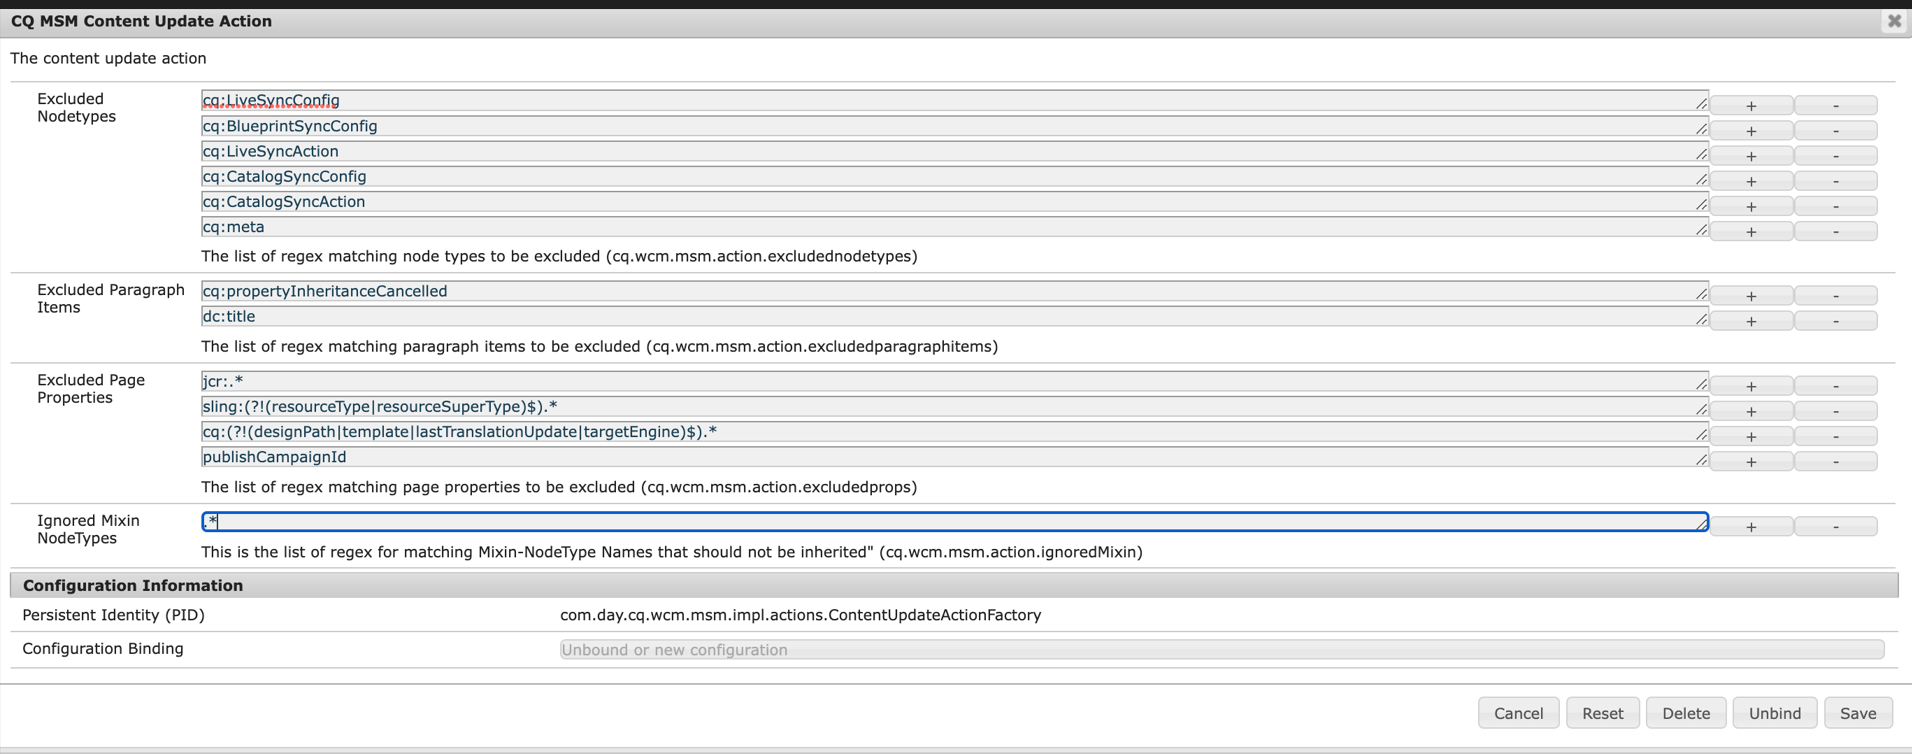 CQ MSM Content Update Action
The content update action
Excluded
Nodetypes
cq:LiveSyncConfig
+ -
cq:BlueprintSyncConfig
+ -
cq:LiveSyncAction
+ -
cq:CatalogSyncConfig
+ -
cq:CatalogSyncAction
+ -
cq:meta
+ -
The list of regex matching node types to be excluded (cq.wcm.msm.action.excludednodetypes)
Excluded Paragraph
Items
cq:propertyInheritanceCancelled
+ -
dc:title
+ -
The list of regex matching paragraph items to be excluded (cq.wcm.msm.action.excludedparagraphitems)
Excluded Page
Properties
jcr:.*
+ -
sling:(?!(resourceType|resourceSuperType)$).*
+ -
cq:(?!(designPath|template|lastTranslationUpdate|targetEngine)$).*
+ -
publishCampaignId
+ -
The list of regex matching page properties to be excluded (cq.wcm.msm.action.excludedprops)
Ignored Mixin
NodeTypes
.*
+ -
This is the list of regex for matching Mixin-NodeType Names that should not be inherited" (cq.wcm.msm.action.ignoredMixin)
Configuration Information
Persistent Identity (PID) com.day.cq.wcm.msm.impl.actions.ContentUpdateActionFactory
Configuration Binding Unbound or new configuration
Cancel Reset Delete Unbind Save